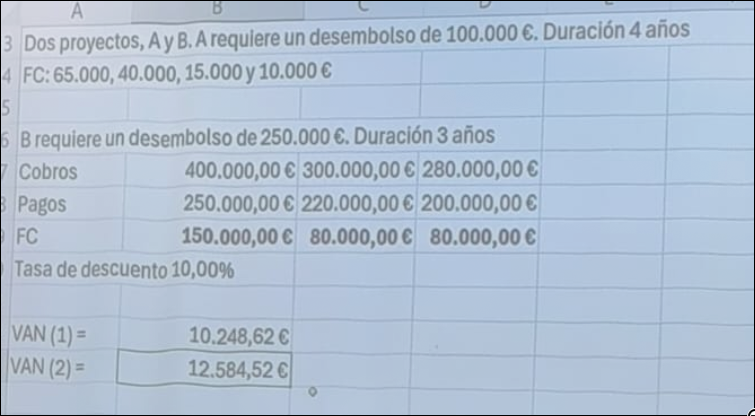 A B C D
3 Dos proyectos, A y B. A requiere un desembolso de 100.000 €. Duración 4 años
4 FC: 65.000, 40.000, 15.000 y 10.000 €
5
6 B requiere un desembolso de 250.000 €. Duración 3 años
7 Cobros 400.000,00 € 300.000,00 € 280.000,00 €
8 Pagos 250.000,00 € 220.000,00 € 200.000,00 €
9 FC 150.000,00 € 80.000,00 € 80.000,00 €
Tasa de descuento 10,00%
VAN (1) = 10.248,62 €
VAN (2) = 12.584,52 €